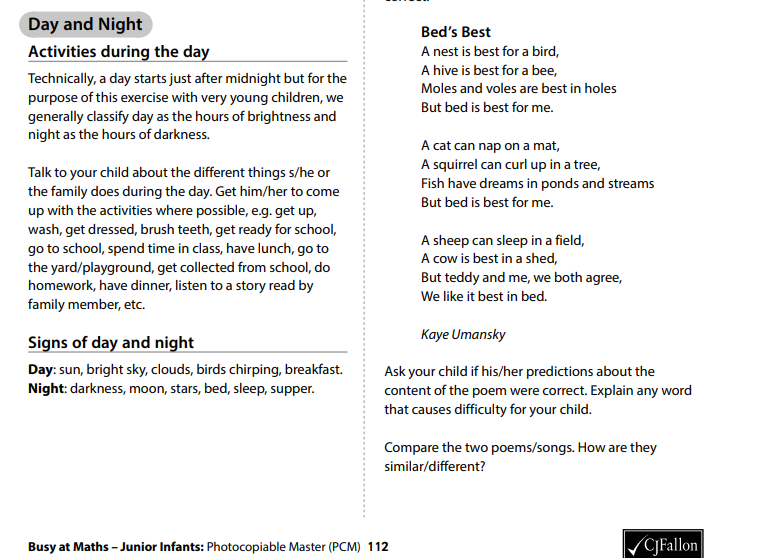 Day and Night
Activities during the day
Technically, a day starts just after midnight but for the
purpose of this exercise with very young children, we
generally classify day as the hours of brightness and
night as the hours of darkness.
Talk to your child about the different things s/he or
the family does during the day. Get him/her to come
up with the activities where possible, e.g. get up,
wash, get dressed, brush teeth, get ready for school,
go to school, spend time in class, have lunch, go to
the yard/playground, get collected from school, do
homework, have dinner, listen to a story read by
family member, etc.
Signs of day and night
Day: sun, bright sky, clouds, birds chirping, breakfast.
Night: darkness, moon, stars, bed, sleep, supper.
Bed's Best
A nest is best for a bird,
A hive is best for a bee,
Moles and voles are best in holes
But bed is best for me.
A cat can nap on a mat,
A squirrel can curl up in a tree,
Fish have dreams in ponds and streams
But bed is best for me.
A sheep can sleep in a field,
A cow is best in a shed,
But teddy and me, we both agree,
We like it best in bed.
Kaye Umansky
Ask your child if his/her predictions about the
content of the poem were correct. Explain any word
that causes difficulty for your child.
Compare the two poems/songs. How are they
similar/different?
Busy at Maths – Junior Infants: Photocopiable Master (PCM) 112
CJFallon